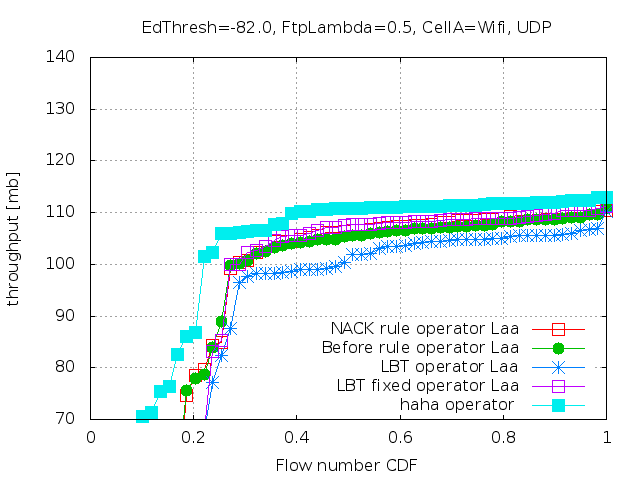 EdThresh=-82.0, FtpLambda=0.5, CellA=Wifi, UDP
140
130
120
110
100
90
80
70
throughput [mb]
NACK rule operator Laa
Before rule operator Laa
LBT operator Laa
LBT fixed operator Laa
haha operator
0 0.2 0.4 0.6 0.8 1
Flow number CDF